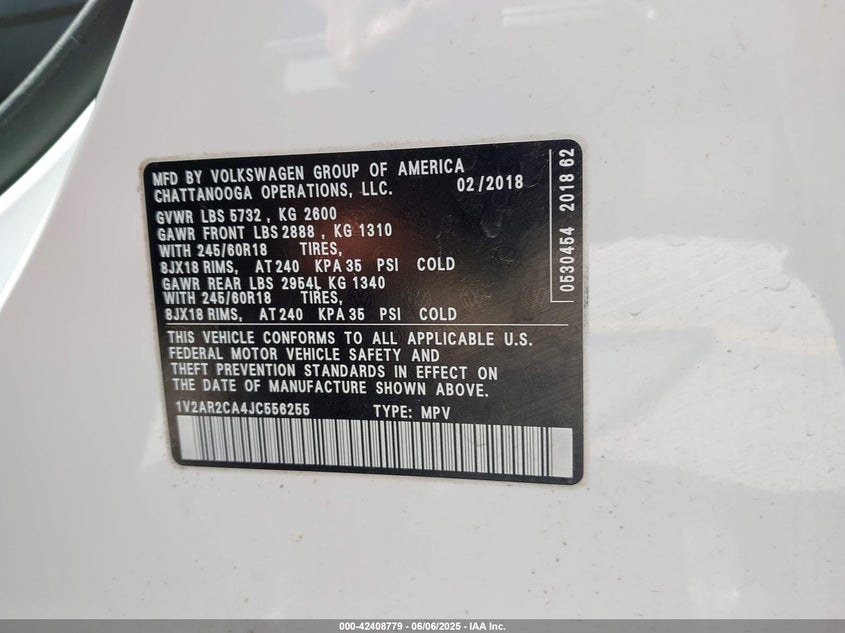 MFD BY VOLKSWAGEN GROUP OF AMERICA
CHATTANOOGA OPERATIONS, LLC. 02/2018
GVWR LBS 5732 , KG 2600
GAWR FRONT LBS 2888 , KG 1310
WITH 245/60R18 TIRES,
8JX18 RIMS, AT 240 KPA 35 PSI COLD
GAWR REAR LBS 2954L KG 1340
WITH 245/60R18 TIRES,
8JX18 RIMS, AT 240 KPA 35 PSI COLD
THIS VEHICLE CONFORMS TO ALL APPLICABLE U.S.
FEDERAL MOTOR VEHICLE SAFETY AND
THEFT PREVENTION STANDARDS IN EFFECT ON
THE DATE OF MANUFACTURE SHOWN ABOVE.
1V2AR2CA4JC556255 TYPE: MPV
0530454 2018 62
000-42408779 - 06/06/2025 - IAA Inc.